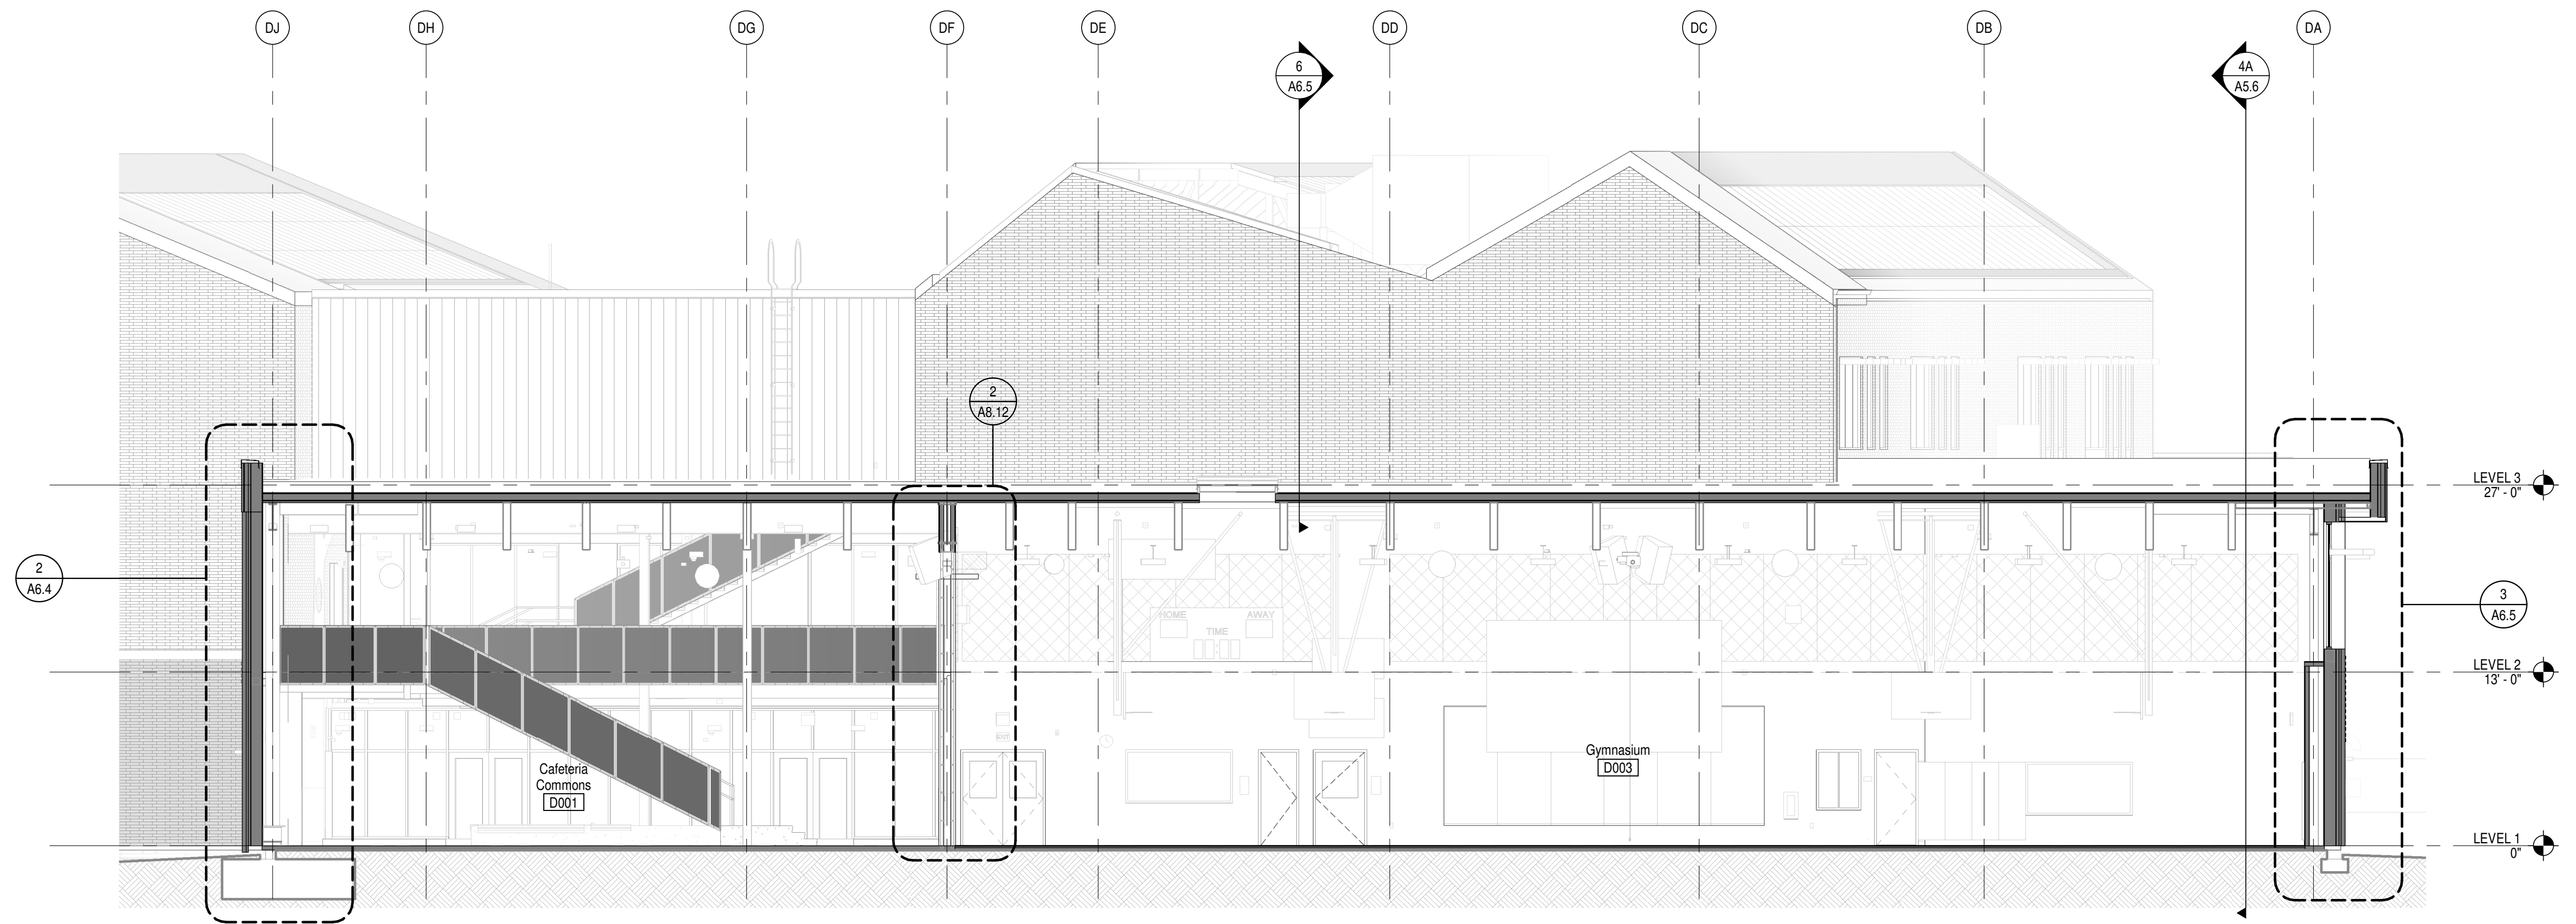 DJ
DH
DG
DF
DE
DD
DC
DB
DA
6
A6.5
4A
A5.6
2
A8.12
LEVEL 3
27' - 0"
2
A6.4
3
A6.5
HOME
AWAY
TIME
LEVEL 2
13' - 0"
EXIT
Cafeteria
Commons
D001
Gymnasium
D003
LEVEL 1
0"